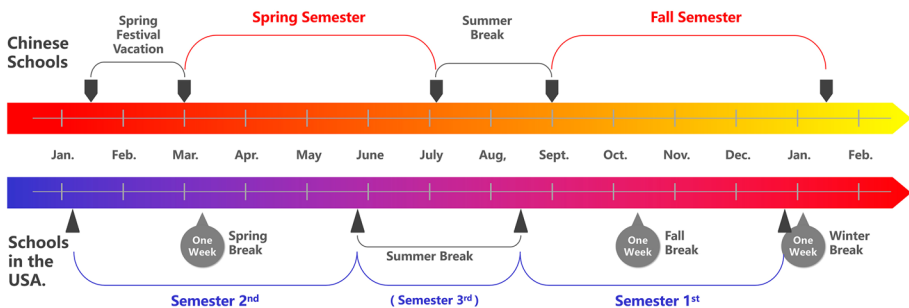 Chinese
Schools
Spring
Festival
Vacation
Spring Semester
Summer
Break
Fall Semester
Jan. Feb. Mar. Apr. May June July Aug, Sept. Oct. Nov. Dec. Jan. Feb.
Schools
in the
USA.
One
Week
Spring
Break
Summer Break
One
Week
Fall
Break
One
Week
Winter
Break
Semester 2nd
( Semester 3rd )
Semester 1st